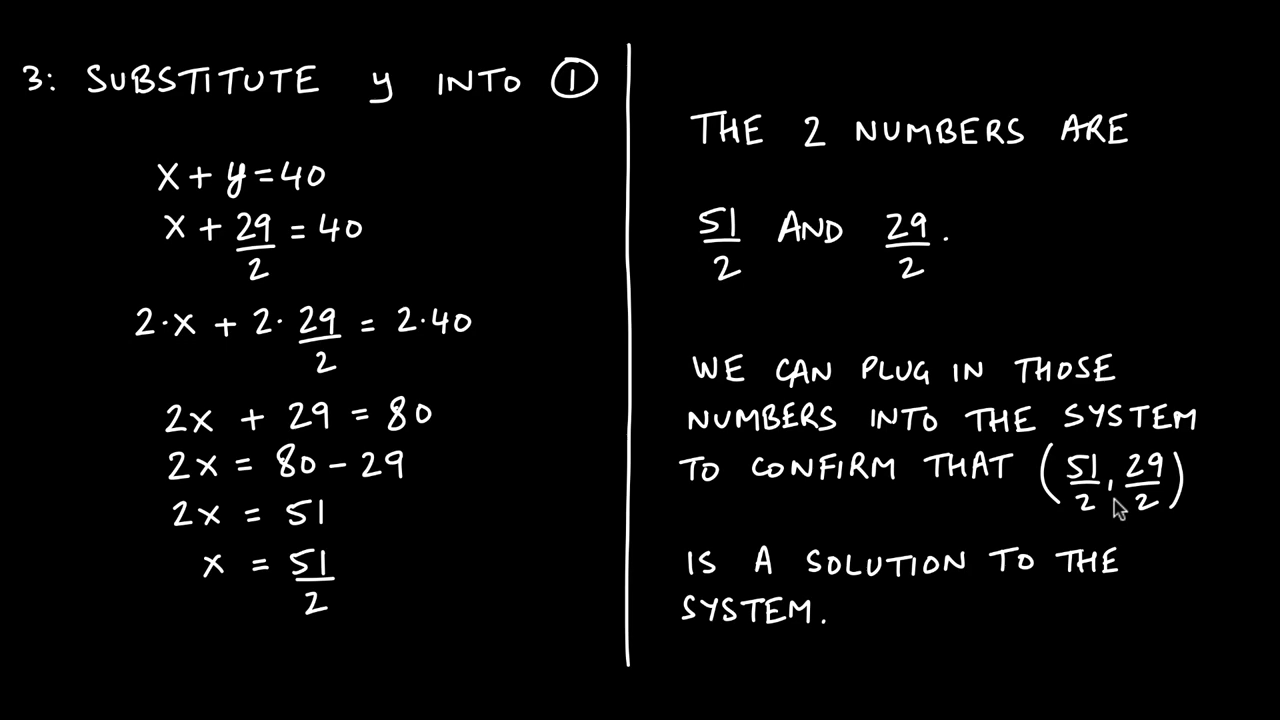 3: SUBSTITUTE y INTO ①
x + y = 40
x + 29/2 = 40
2·x + 2·29/2 = 2·40
2x + 29 = 80
2x = 80 - 29
2x = 51
x = 51/2
THE 2 NUMBERS ARE
51/2 AND 29/2.
WE CAN PLUG IN THOSE
NUMBERS INTO THE SYSTEM
TO CONFIRM THAT (51/2, 29/2)
IS A SOLUTION TO THE
SYSTEM.